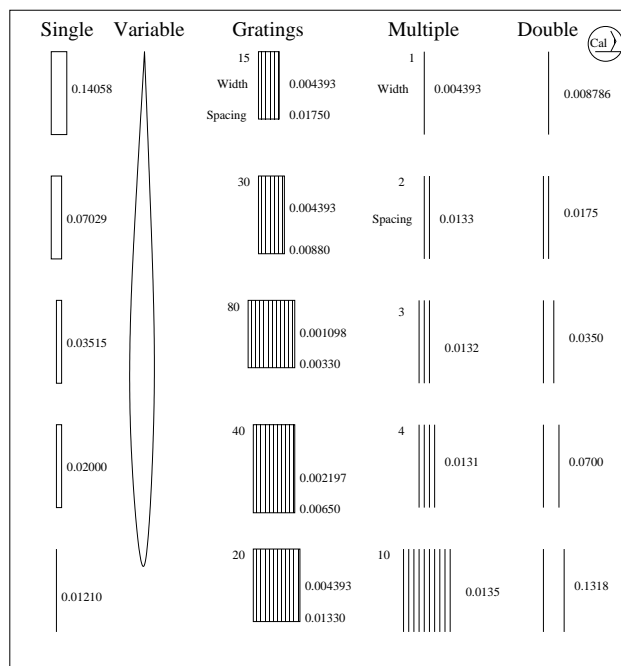 Single Variable Gratings Multiple Double
Cal
15 1
0.14058 Width 0.004393 Width 0.004393 0.008786
Spacing 0.01750
30 2
0.07029 0.004393 Spacing 0.0133 0.0175
0.00880
80 3
0.03515 0.001098 0.0132 0.0350
0.00330
40 4
0.02000 0.002197 0.0131 0.0700
0.00650
20 10
0.01210 0.004393 0.0135 0.1318
0.01330